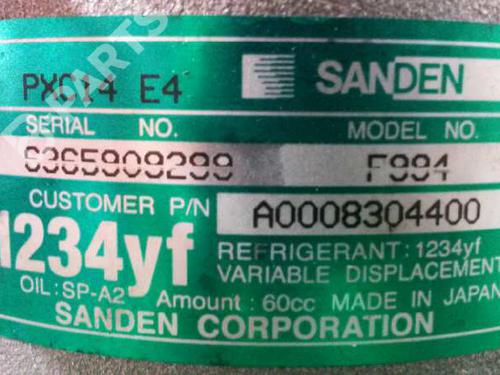 PXC14 E4 SANDEN
SERIAL NO. MODEL NO.
6365909299 F994
CUSTOMER P/N A0008304400
1234yf REFRIGERANT:1234yf
VARIABLE DISPLACEMENT
OIL:SP-A2 Amount:60cc MADE IN JAPAN
SANDEN CORPORATION